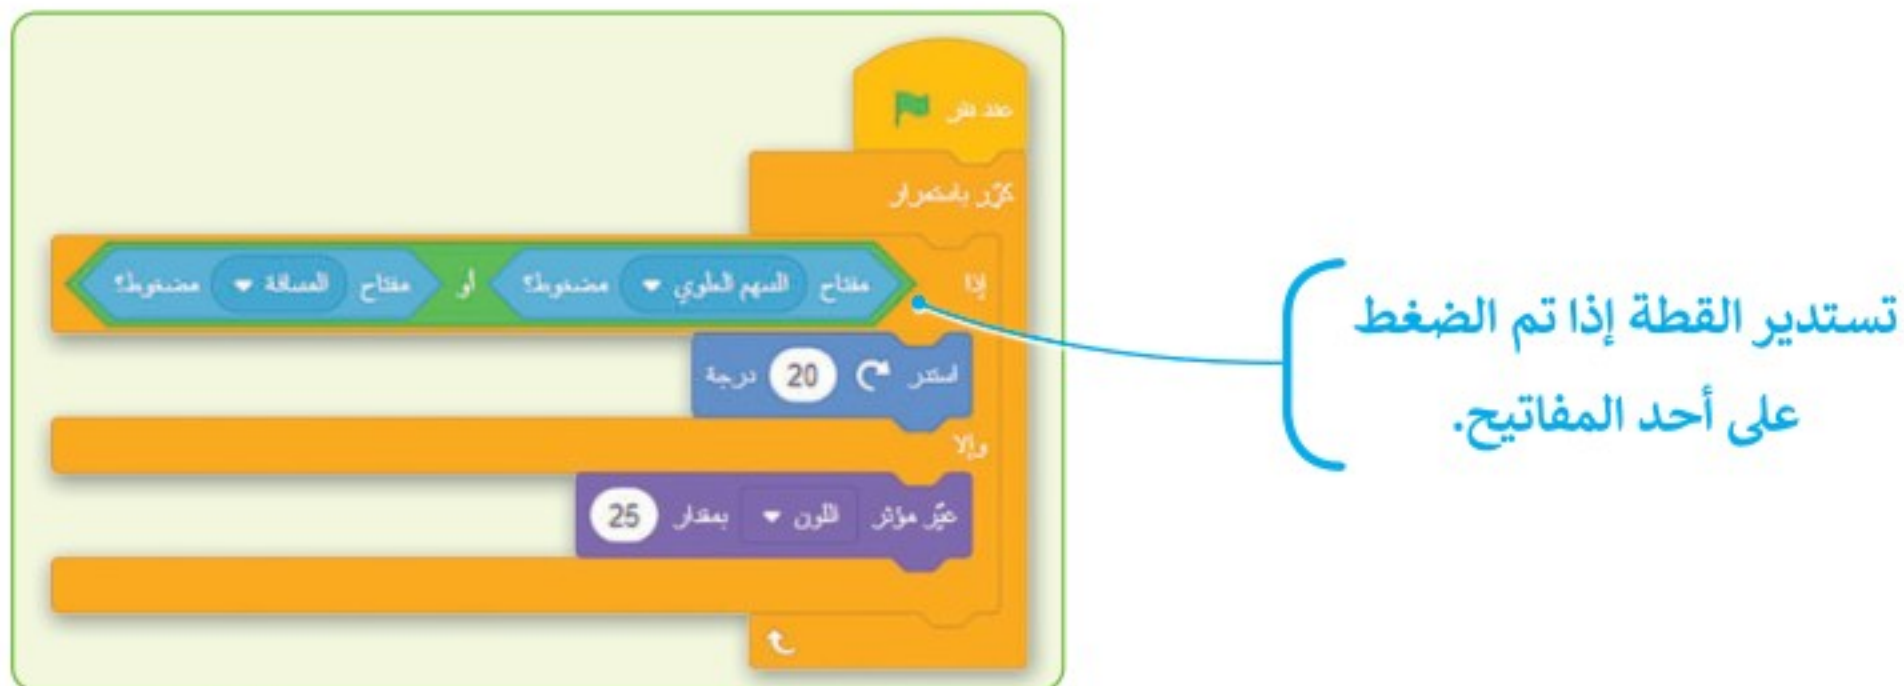 عند نقر
كرّر باستمرار
إذا مفتاح السهم العلوي مضغوط؟ أو مفتاح المسافة مضغوط؟
استدر 20 درجة
وإلا
غيّر مؤثر اللون بمقدار 25
تستدير القطة إذا تم الضغط
على أحد المفاتيح.